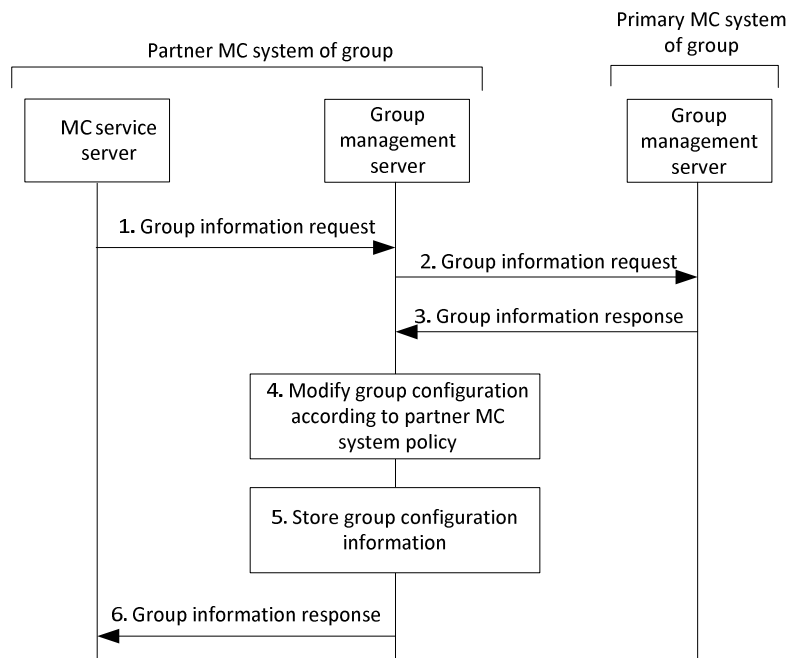 Primary MC system
of group
Partner MC system of group
MC service
server
Group
management
server
Group
management
server
1. Group information request
2. Group information request
3. Group information response
4. Modify group configuration
according to partner MC
system policy
5. Store group configuration
information
6. Group information response